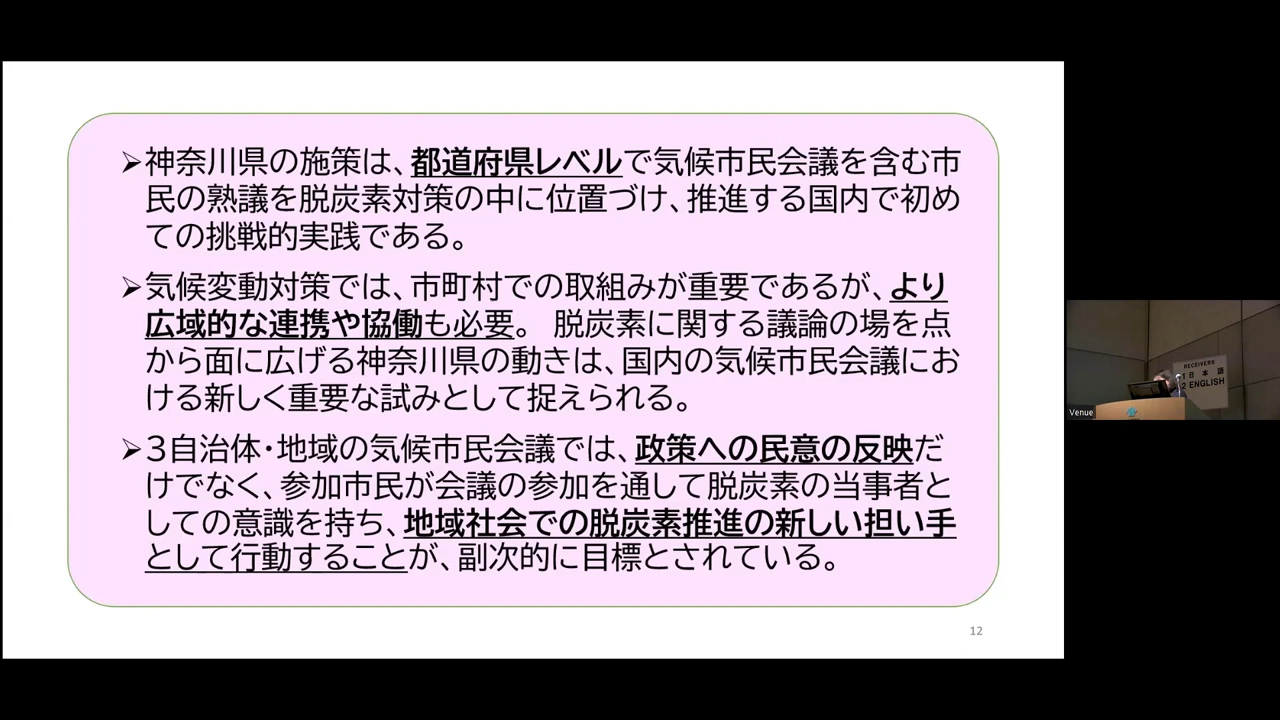 ➢神奈川県の施策は、都道府県レベルで気候市民会議を含む市
民の熟議を脱炭素対策の中に位置づけ、推進する国内で初め
ての挑戦的実践である。
➢気候変動対策では、市町村での取組みが重要であるが、より
広域的な連携や協働も必要。 脱炭素に関する議論の場を点
から面に広げる神奈川県の動きは、国内の気候市民会議にお
ける新しく重要な試みとして捉えられる。
➢3自治体・地域の気候市民会議では、政策への民意の反映だ
けでなく、参加市民が会議の参加を通して脱炭素の当事者と
しての意識を持ち、地域社会での脱炭素推進の新しい担い手
として行動することが、副次的に目標とされている。
12
RECEIVERS
1 日 本 語
2 ENGLISH
Venue